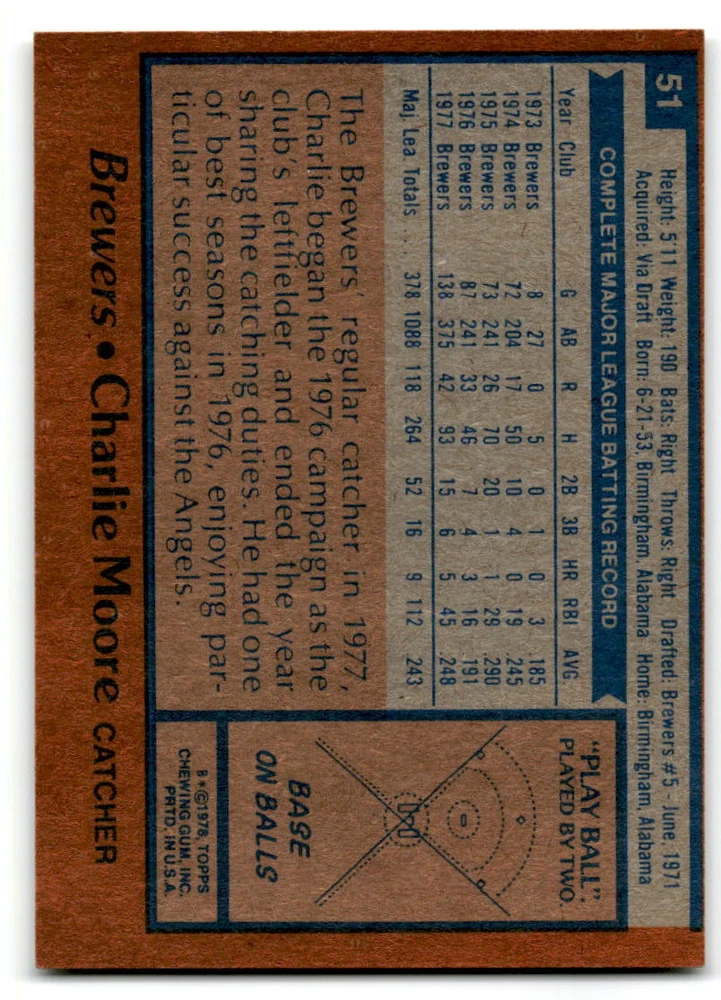 51
Height: 5'11 Weight: 190 Bats: Right Throws: Right Drafted: Brewers #5 - June, 1971
Acquired: Via Draft Born: 6-21-53, Birmingham, Alabama Home: Birmingham, Alabama
COMPLETE MAJOR LEAGUE BATTING RECORD
Year Club G AB R H 2B 3B HR RBI AVG.
1973 Brewers 8 27 0 5 0 1 0 3 .185
1974 Brewers 72 204 17 50 10 4 0 19 .245
1975 Brewers 73 241 26 70 20 1 1 29 .290
1976 Brewers 87 241 33 46 7 4 3 16 .191
1977 Brewers 138 375 42 93 15 6 5 45 .248
Maj. Lea. Totals . . 378 1088 118 264 52 16 9 112 .243
The Brewers' regular catcher in 1977,
Charlie began the 1976 campaign as the
club's leftfielder and ended the year
sharing the catching duties. He had one
of best seasons in 1976, enjoying par-
ticular success against the Angels.
"PLAY BALL".
PLAYED BY TWO.
BASE
ON BALLS
B*©1978, TOPPS
CHEWING GUM, INC.
PRTD. IN U.S.A.
Brewers • Charlie Moore CATCHER